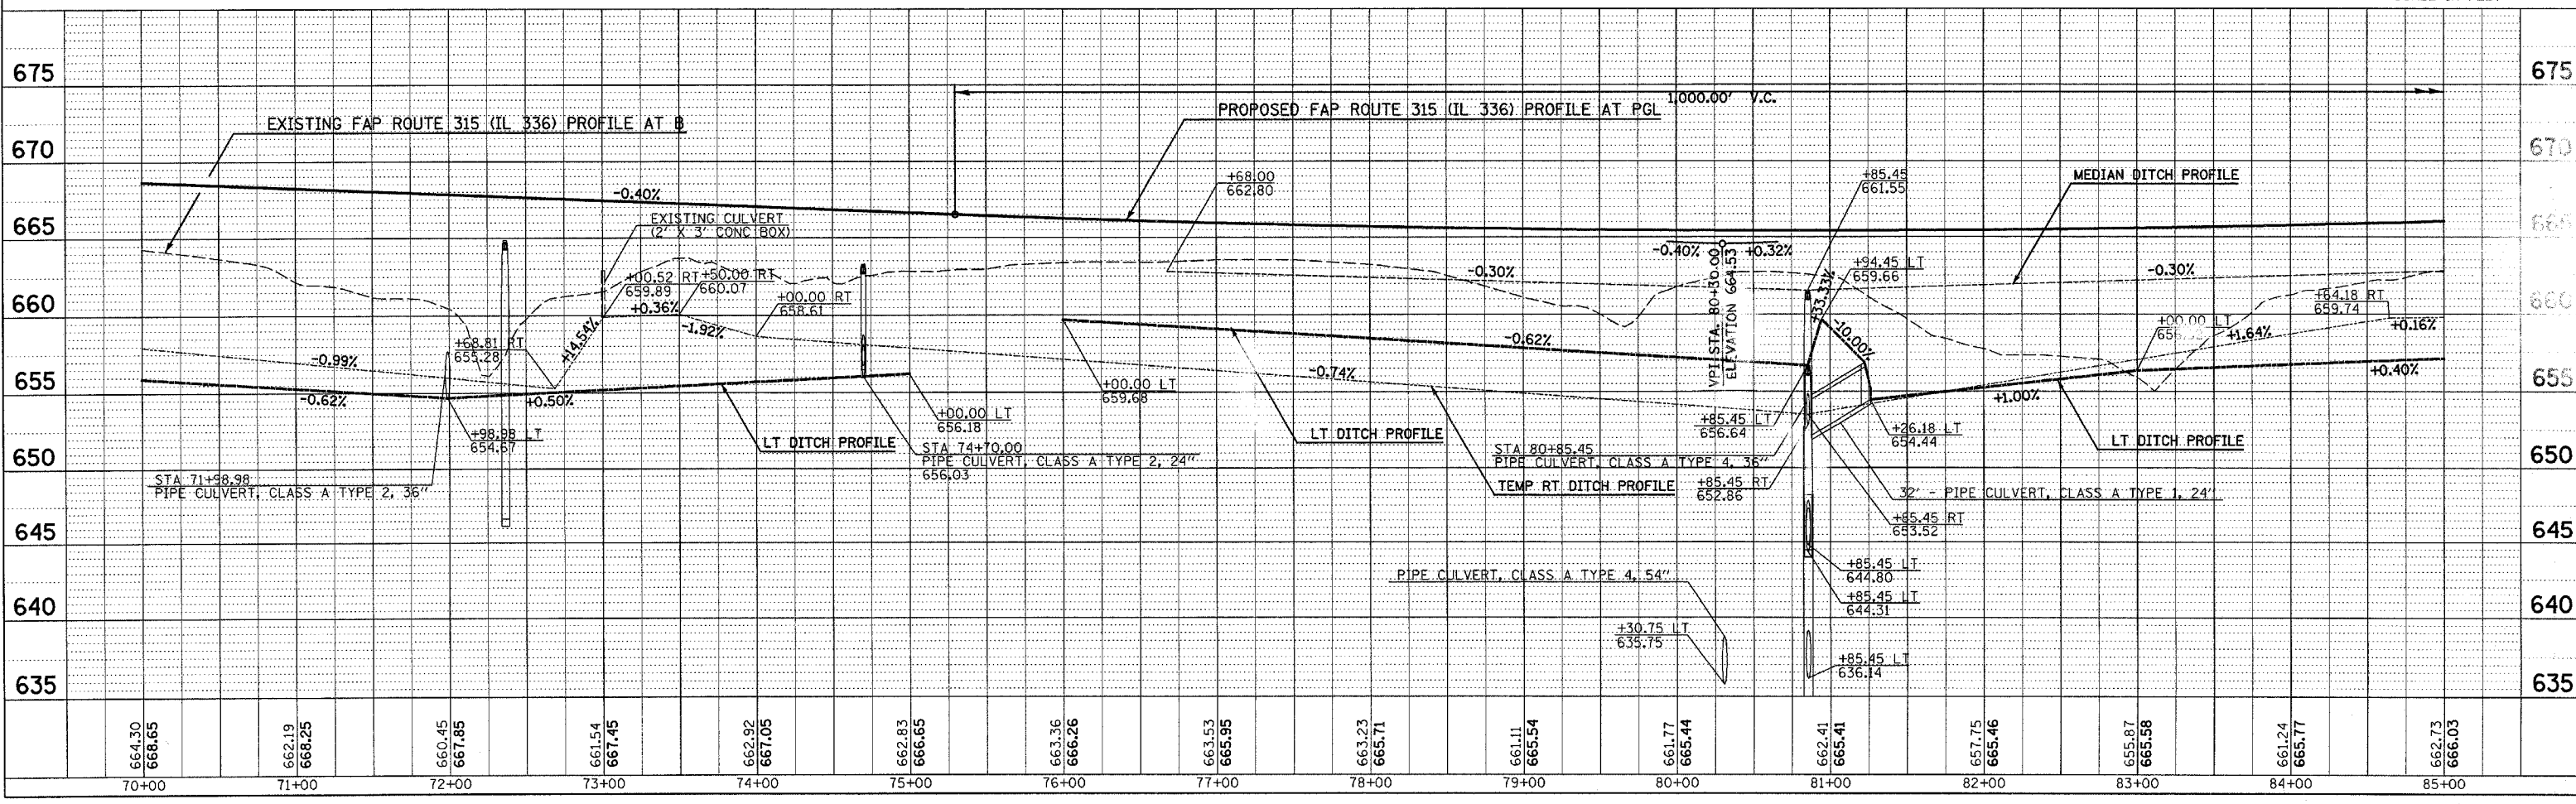 675
675
1,000.00' V.C.
PROPOSED FAP ROUTE 315 (IL 336) PROFILE AT PGL
EXISTING FAP ROUTE 315 (IL 336) PROFILE AT
670
670
+68.00
662.80
+85.45
661.55
MEDIAN DITCH PROFILE
-0.40%
EXISTING CULVERT
(2' X 3' CONC BOX)
665
665
-0.40%
+0.32%
VPI STA. 80+30.00
ELEVATION 664.53
+94.45 LT
659.66
-0.30%
-0.30%
+00.52 RT
659.89
+50.00 RT
660.07
+00.00 RT
658.61
+64.18 RT
659.74
660
660
+0.36%
-1.92%
+33.33%
-10.00%
+00.00 LT
+1.64%
+0.16%
+68.81 RT
655.28
+14.54%
-0.99%
-0.62%
-0.74%
+0.40%
655
655
-0.62%
+0.50%
+00.00 LT
659.68
+1.00%
+00.00 LT
656.18
+85.45 LT
656.64
+98.98 LT
654.67
LT DITCH PROFILE
LT DITCH PROFILE
+26.18 LT
654.44
LT DITCH PROFILE
STA 74+70.00
PIPE CULVERT, CLASS A TYPE 2, 24"
656.03
STA 80+85.45
PIPE CULVERT, CLASS A TYPE 4, 36"
650
650
STA 71+98.98
PIPE CULVERT, CLASS A TYPE 2, 36"
TEMP RT DITCH PROFILE
+85.45 RT
652.86
32' - PIPE CULVERT, CLASS A TYPE 1, 24"
+85.45 RT
653.52
645
645
PIPE CULVERT, CLASS A TYPE 4, 54"
+85.45 LT
644.80
+85.45 LT
644.31
640
640
+30.75 LT
635.75
+85.45 LT
636.14
635
635
664.30 668.65
662.19 668.25
660.45 667.85
661.54 667.45
662.92 667.05
662.83 666.65
663.36 666.26
663.53 665.95
663.23 665.71
661.11 665.54
661.77 665.44
662.41 665.41
657.75 665.46
655.87 665.58
661.24 665.77
662.73 666.03
70+00 71+00 72+00 73+00 74+00 75+00 76+00 77+00 78+00 79+00 80+00 81+00 82+00 83+00 84+00 85+00